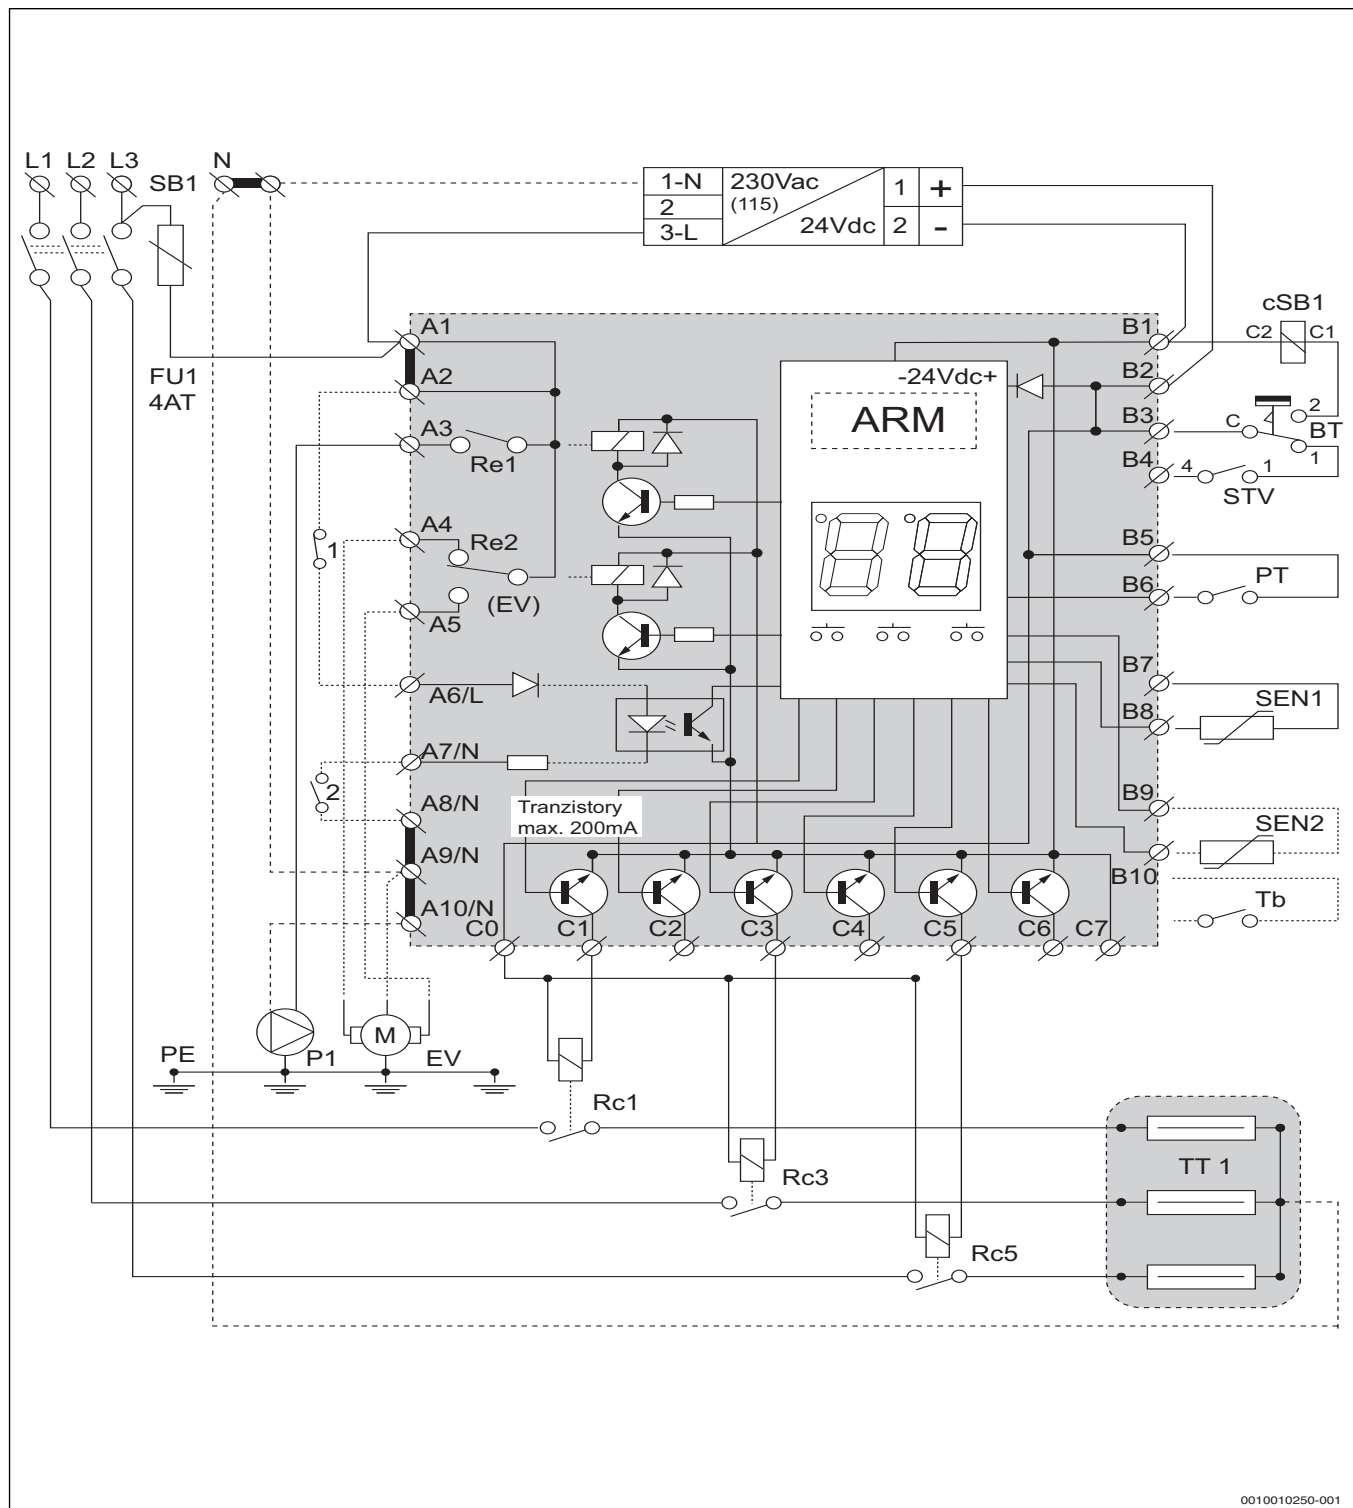 L1 L2 L3 SB1 N
1-N 230Vac 1 +
2 (115)
3-L 24Vdc 2 -
FU1
4AT
A1
A2
A3
Re1
A4
Re2
(EV)
A5
A6/L
A7/N
A8/N
A9/N
A10/N
1
2
-24Vdc+
ARM
Tranzistory
max. 200mA
B1
B2
B3
B4
B5
B6
B7
B8
B9
B10
cSB1
C2 C1
2
C BT
1
4 1
STV
PT
SEN1
SEN2
Tb
C0 C1 C2 C3 C4 C5 C6 C7
M
PE P1 EV
Rc1
Rc3
Rc5
TT 1
0010010250-001